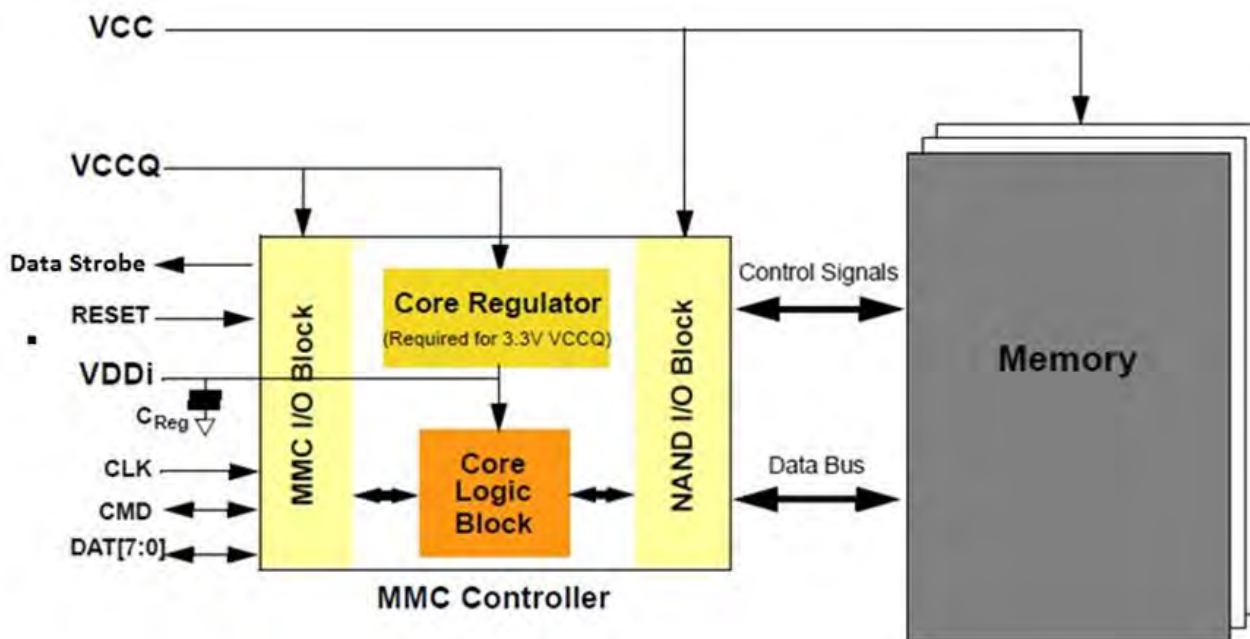 VCC
VCCQ
Data Strobe
RESET
VDDi
C Reg
CLK
CMD
DAT[7:0]
MMC I/O Block
Core Regulator
(Required for 3.3V VCCQ)
Core
Logic
Block
NAND I/O Block
MMC Controller
Control Signals
Data Bus
Memory